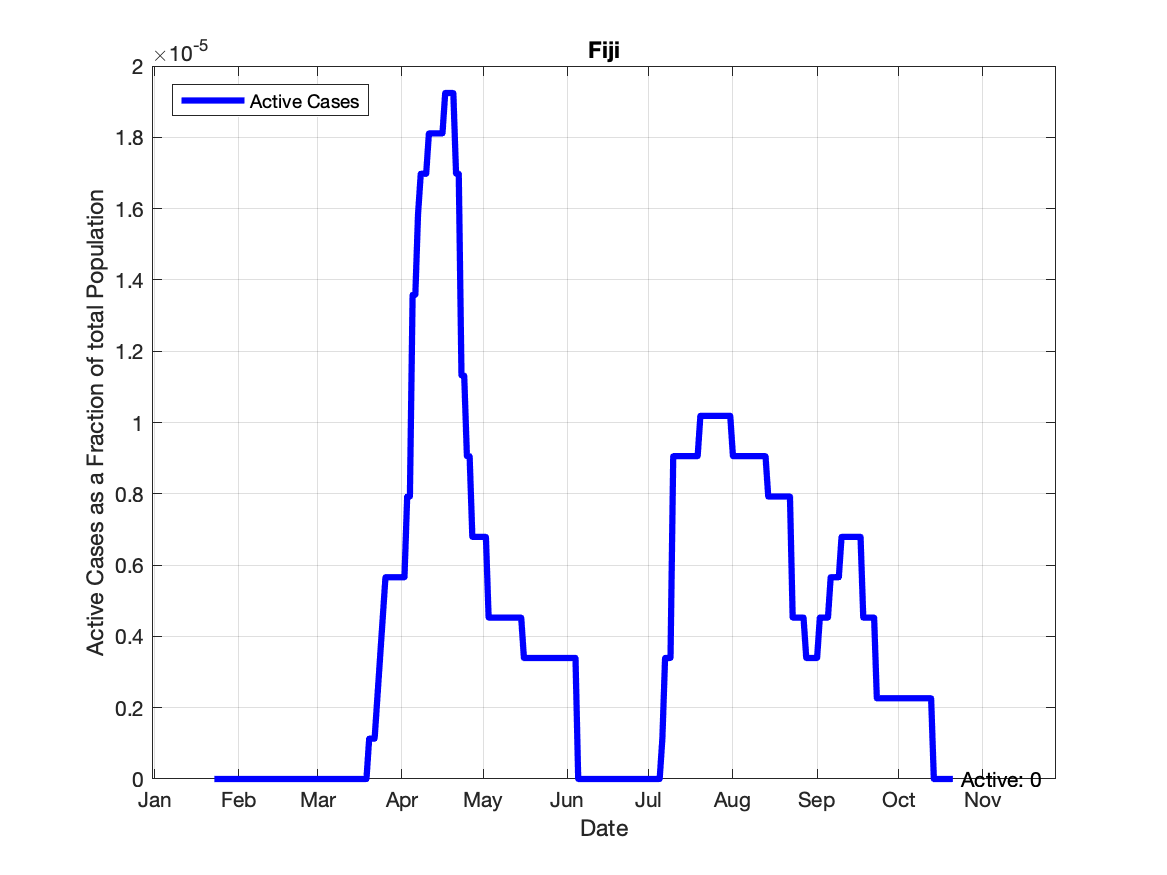 Fiji
×10-5
Active Cases
2
1.8
1.6
1.4
1.2
1
0.8
0.6
0.4
0.2
0
Active Cases as a Fraction of total Population
Active: 0
Jan Feb Mar Apr May Jun Jul Aug Sep Oct Nov
Date